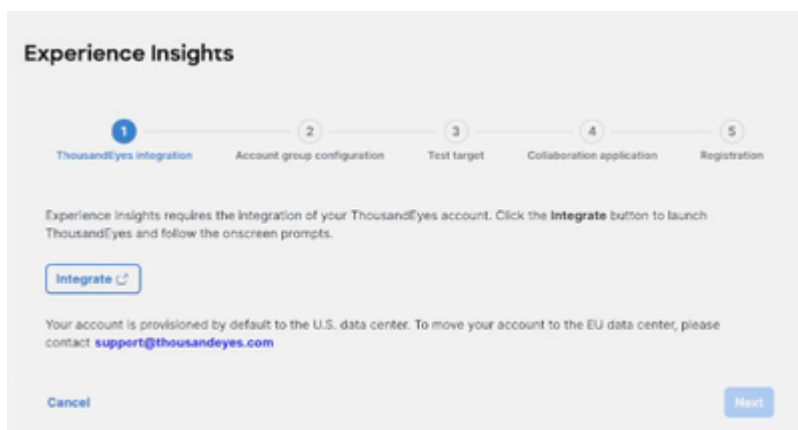 Experience Insights
1 2 3 4 5
ThousandEyes integration Account group configuration Test target Collaboration application Registration
Experience Insights requires the integration of your ThousandEyes account. Click the Integrate button to launch
ThousandEyes and follow the onscreen prompts.
Integrate
Your account is provisioned by default to the U.S. data center. To move your account to the EU data center, please
contact support@thousandeyes.com
Cancel Next